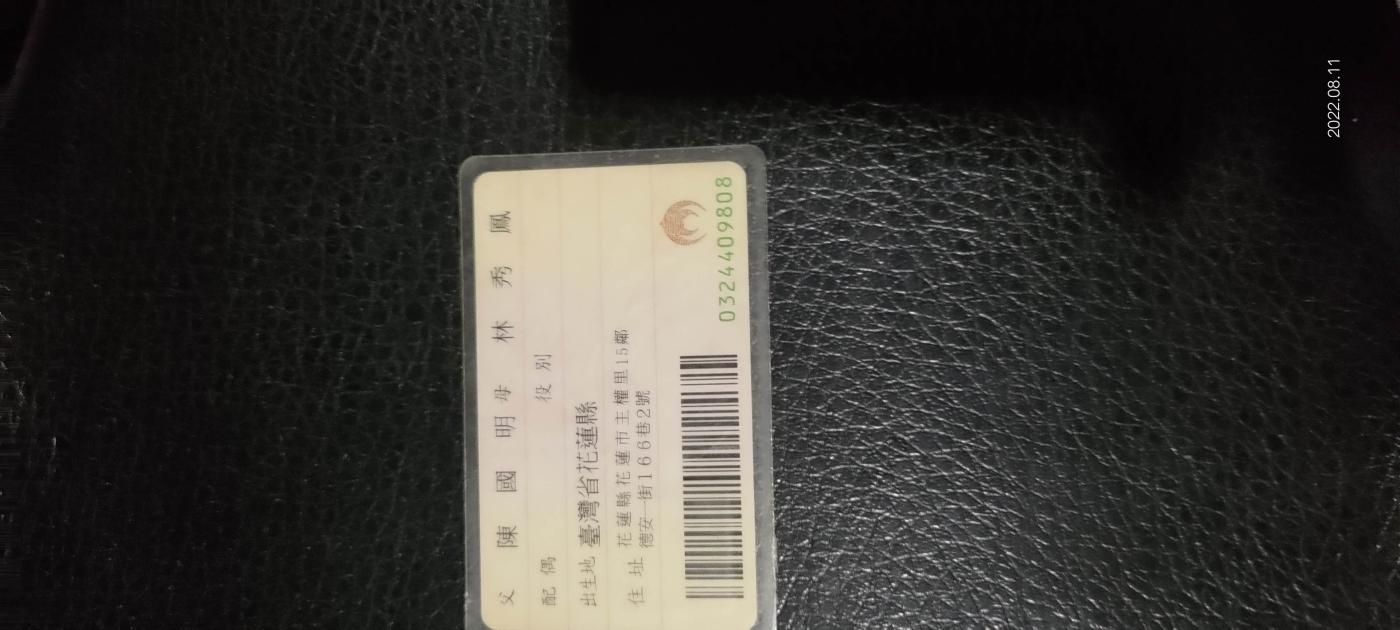 父 陳國明 母 林秀鳳
配偶 役別
出生地 臺灣省花蓮縣
住址 花蓮縣花蓮市主權里15鄰
德安一街166巷2號
0324409808
2022.08.11